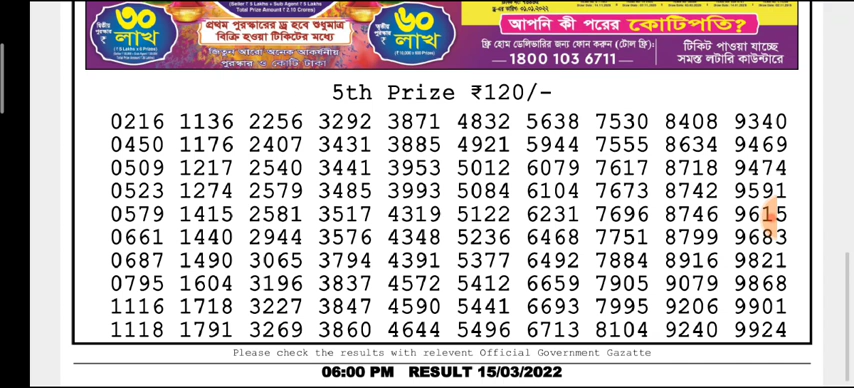 ৩০ লাখ
প্রথম পুরস্কারের ড্র হবে শুধুমাত্র
বিক্রি হওয়া টিকিটের মধ্যে
৬০ লাখ
আপনি কী পরের কোটিপতি?
ফ্রি হোম ডেলিভারির জন্য ফোন করুন (টোল ফ্রি):
1800 103 6711
টিকিট পাওয়া যাচ্ছে
সমস্ত লটারি কাউন্টারে
5th Prize ₹120/-
0216 1136 2256 3292 3871 4832 5638 7530 8408 9340
0450 1176 2407 3431 3885 4921 5944 7555 8634 9469
0509 1217 2540 3441 3953 5012 6079 7617 8718 9474
0523 1274 2579 3485 3993 5084 6104 7673 8742 9591
0579 1415 2581 3517 4319 5122 6231 7696 8746 9615
0661 1440 2944 3576 4348 5236 6468 7751 8799 9683
0687 1490 3065 3794 4391 5377 6492 7884 8916 9821
0795 1604 3196 3837 4572 5412 6659 7905 9079 9868
1116 1718 3227 3847 4590 5441 6693 7995 9206 9901
1118 1791 3269 3860 4644 5496 6713 8104 9240 9924
Please check the results with relevent Official Government Gazatte
06:00 PM RESULT 15/03/2022